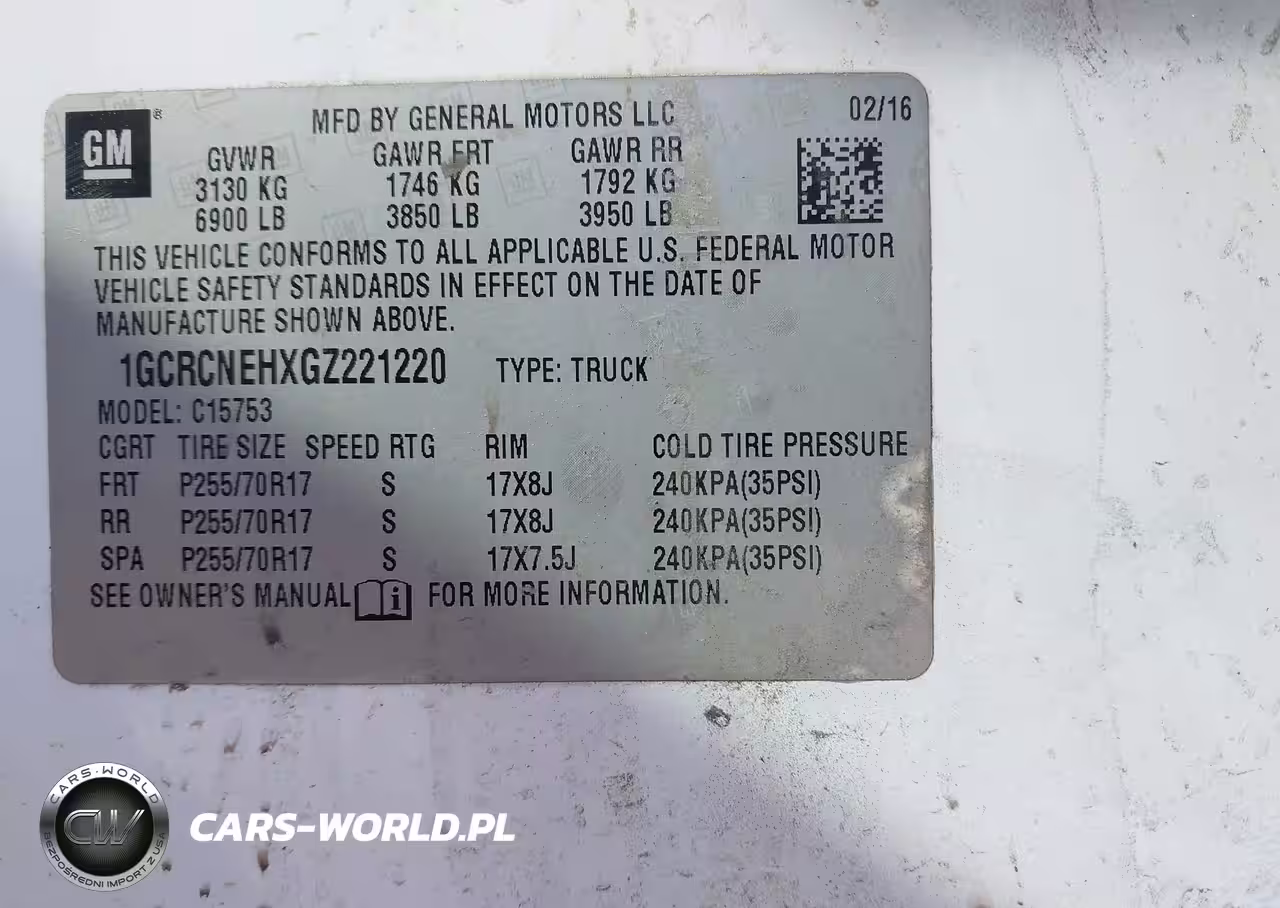 GM®
MFD BY GENERAL MOTORS LLC 02/16
GVWR GAWR FRT GAWR RR
3130 KG 1746 KG 1792 KG
6900 LB 3850 LB 3950 LB
THIS VEHICLE CONFORMS TO ALL APPLICABLE U.S. FEDERAL MOTOR
VEHICLE SAFETY STANDARDS IN EFFECT ON THE DATE OF
MANUFACTURE SHOWN ABOVE.
1GCRCNEHXGZ221220 TYPE: TRUCK
MODEL: C15753
CGRT TIRE SIZE SPEED RTG RIM COLD TIRE PRESSURE
FRT P255/70R17 S 17X8J 240KPA(35PSI)
RR P255/70R17 S 17X8J 240KPA(35PSI)
SPA P255/70R17 S 17X7.5J 240KPA(35PSI)
SEE OWNER'S MANUAL i FOR MORE INFORMATION.
CARS-WORLD
CW
BEZPOŚREDNI IMPORT Z USA
CARS-WORLD.PL